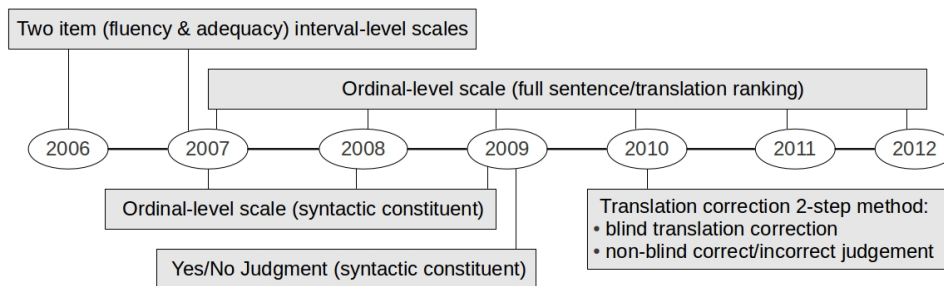 Two item (fluency & adequacy) interval-level scales
Ordinal-level scale (full sentence/translation ranking)
2006 2007 2008 2009 2010 2011 2012
Ordinal-level scale (syntactic constituent)
Yes/No Judgment (syntactic constituent)
Translation correction 2-step method:
• blind translation correction
• non-blind correct/incorrect judgement